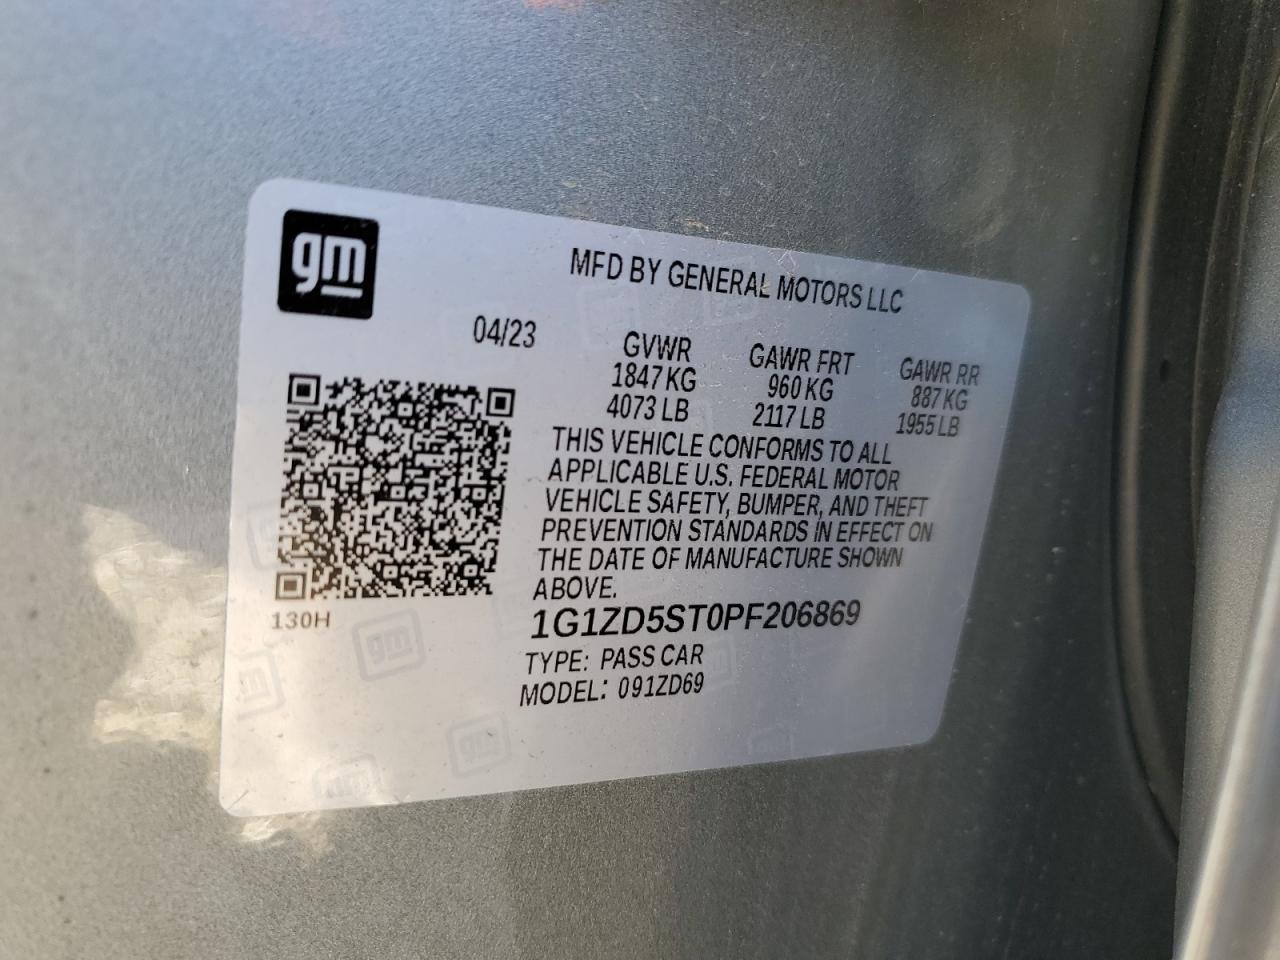 gm
MFD BY GENERAL MOTORS LLC
04/23
GVWR GAWR FRT GAWR RR
1847 KG 960 KG 887 KG
4073 LB 2117 LB 1955 LB
THIS VEHICLE CONFORMS TO ALL
APPLICABLE U.S. FEDERAL MOTOR
VEHICLE SAFETY, BUMPER, AND THEFT
PREVENTION STANDARDS IN EFFECT ON
THE DATE OF MANUFACTURE SHOWN
ABOVE.
130H
1G1ZD5ST0PF206869
TYPE: PASS CAR
MODEL: 091ZD69